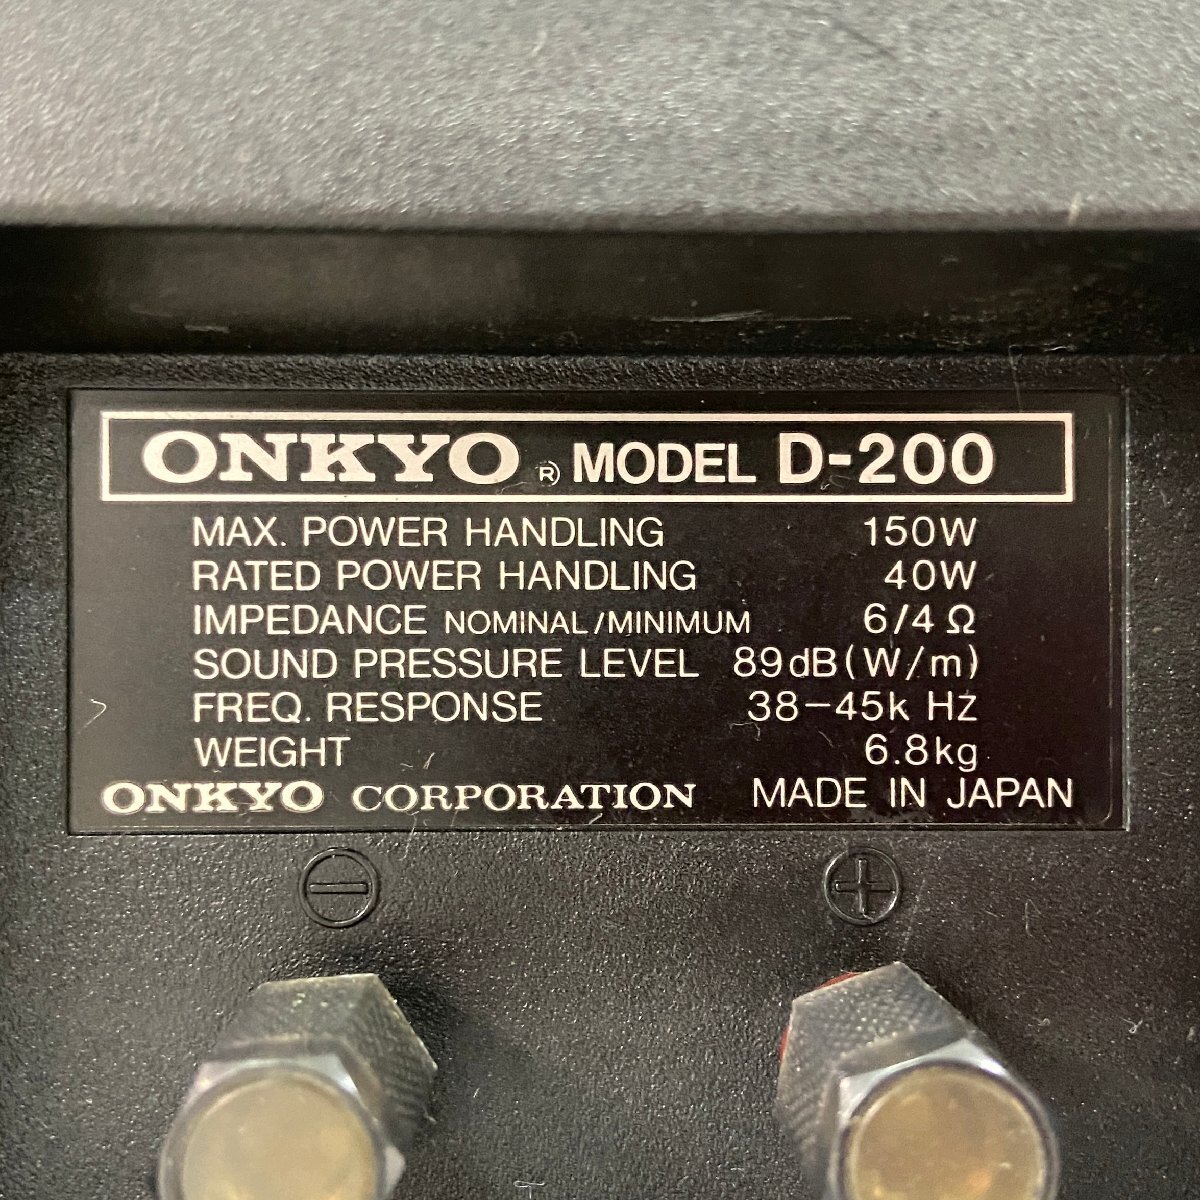 ONKYO ® MODEL D-200
MAX. POWER HANDLING 150W
RATED POWER HANDLING 40W
IMPEDANCE NOMINAL/MINIMUM 6/4 Ω
SOUND PRESSURE LEVEL 89dB(W/m)
FREQ. RESPONSE 38–45k Hz
WEIGHT 6.8kg
ONKYO CORPORATION MADE IN JAPAN
⊖ ⊕